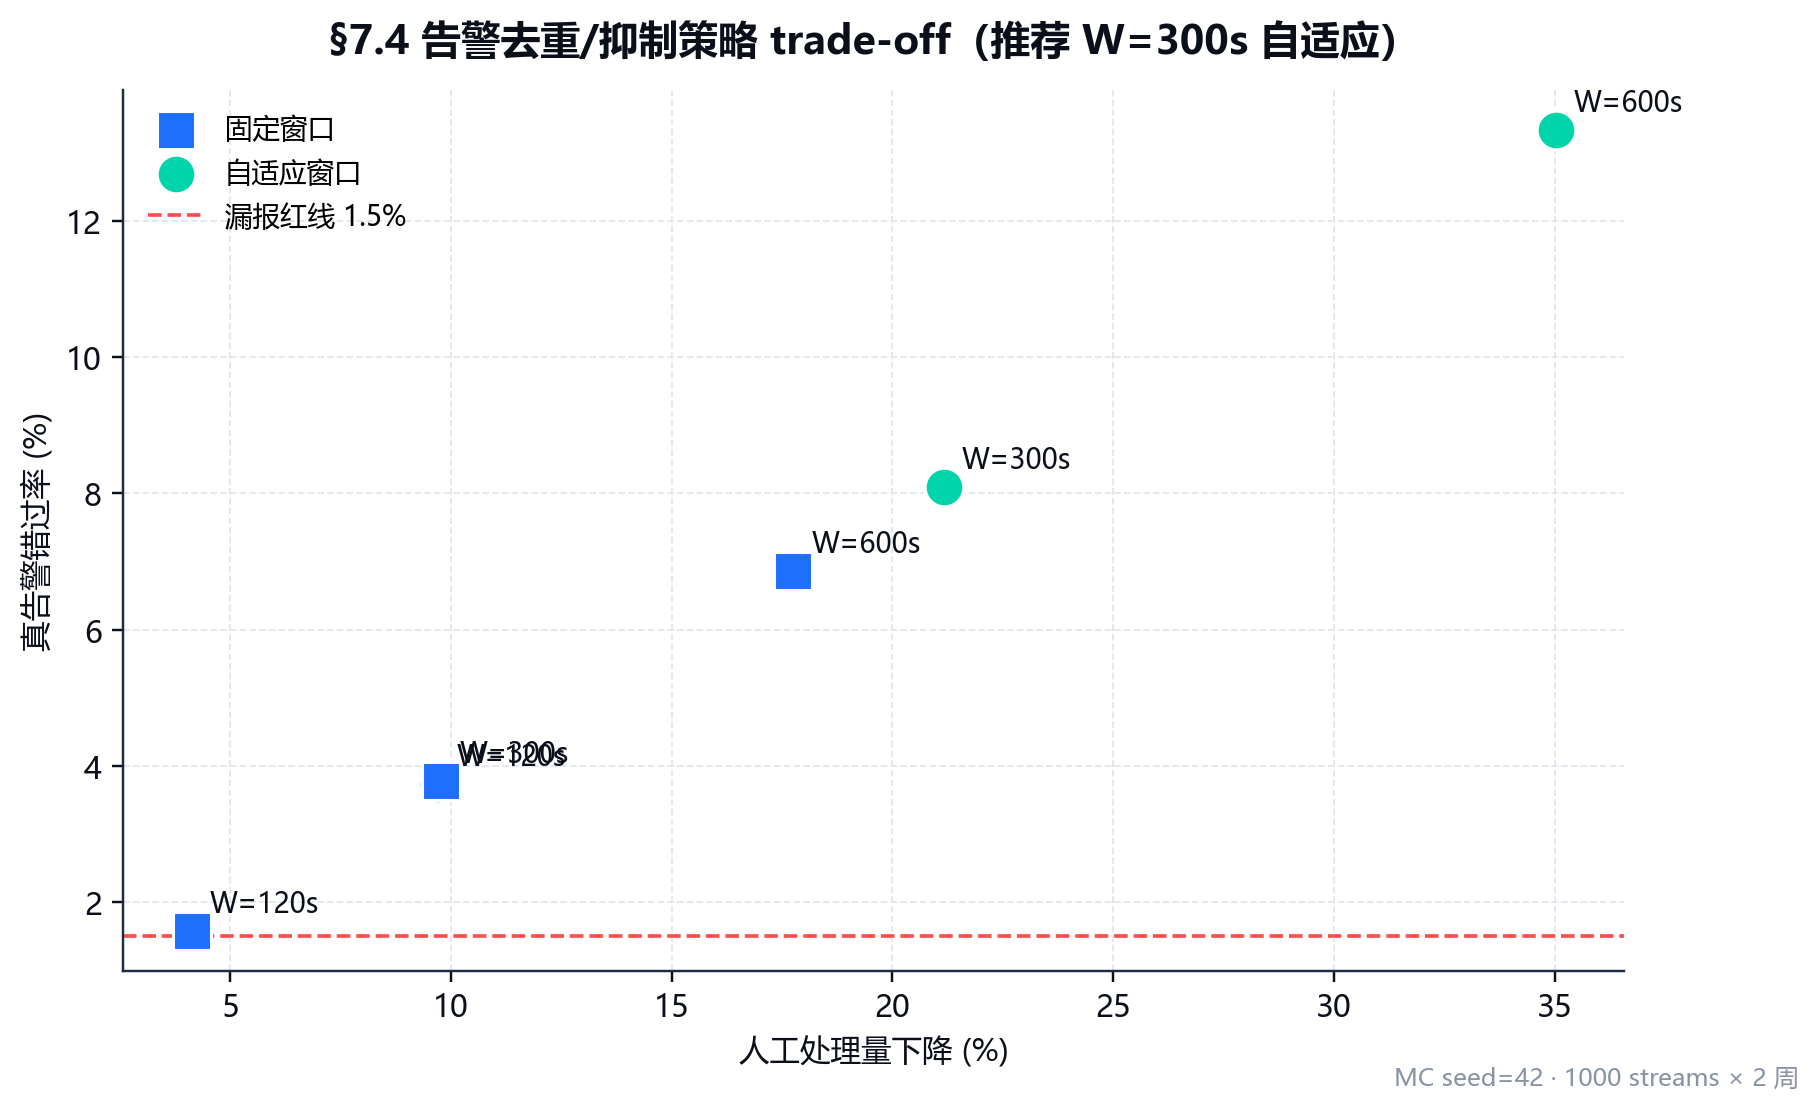 §7.4 告警去重/抑制策略 trade-off (推荐 W=300s 自适应)
固定窗口
自适应窗口
漏报红线 1.5%
真告警错过率 (%)
12
10
8
6
4
2
W=600s
W=300s
W=600s
W=300s
W=120s
W=120s
5 10 15 20 25 30 35
人工处理量下降 (%)
MC seed=42 · 1000 streams × 2 周